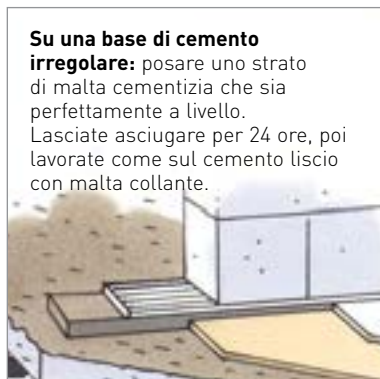 Su una base di cemento
irregolare: posare uno strato
di malta cementizia che sia
perfettamente a livello.
Lasciate asciugare per 24 ore, poi
lavorate come sul cemento liscio
con malta collante.